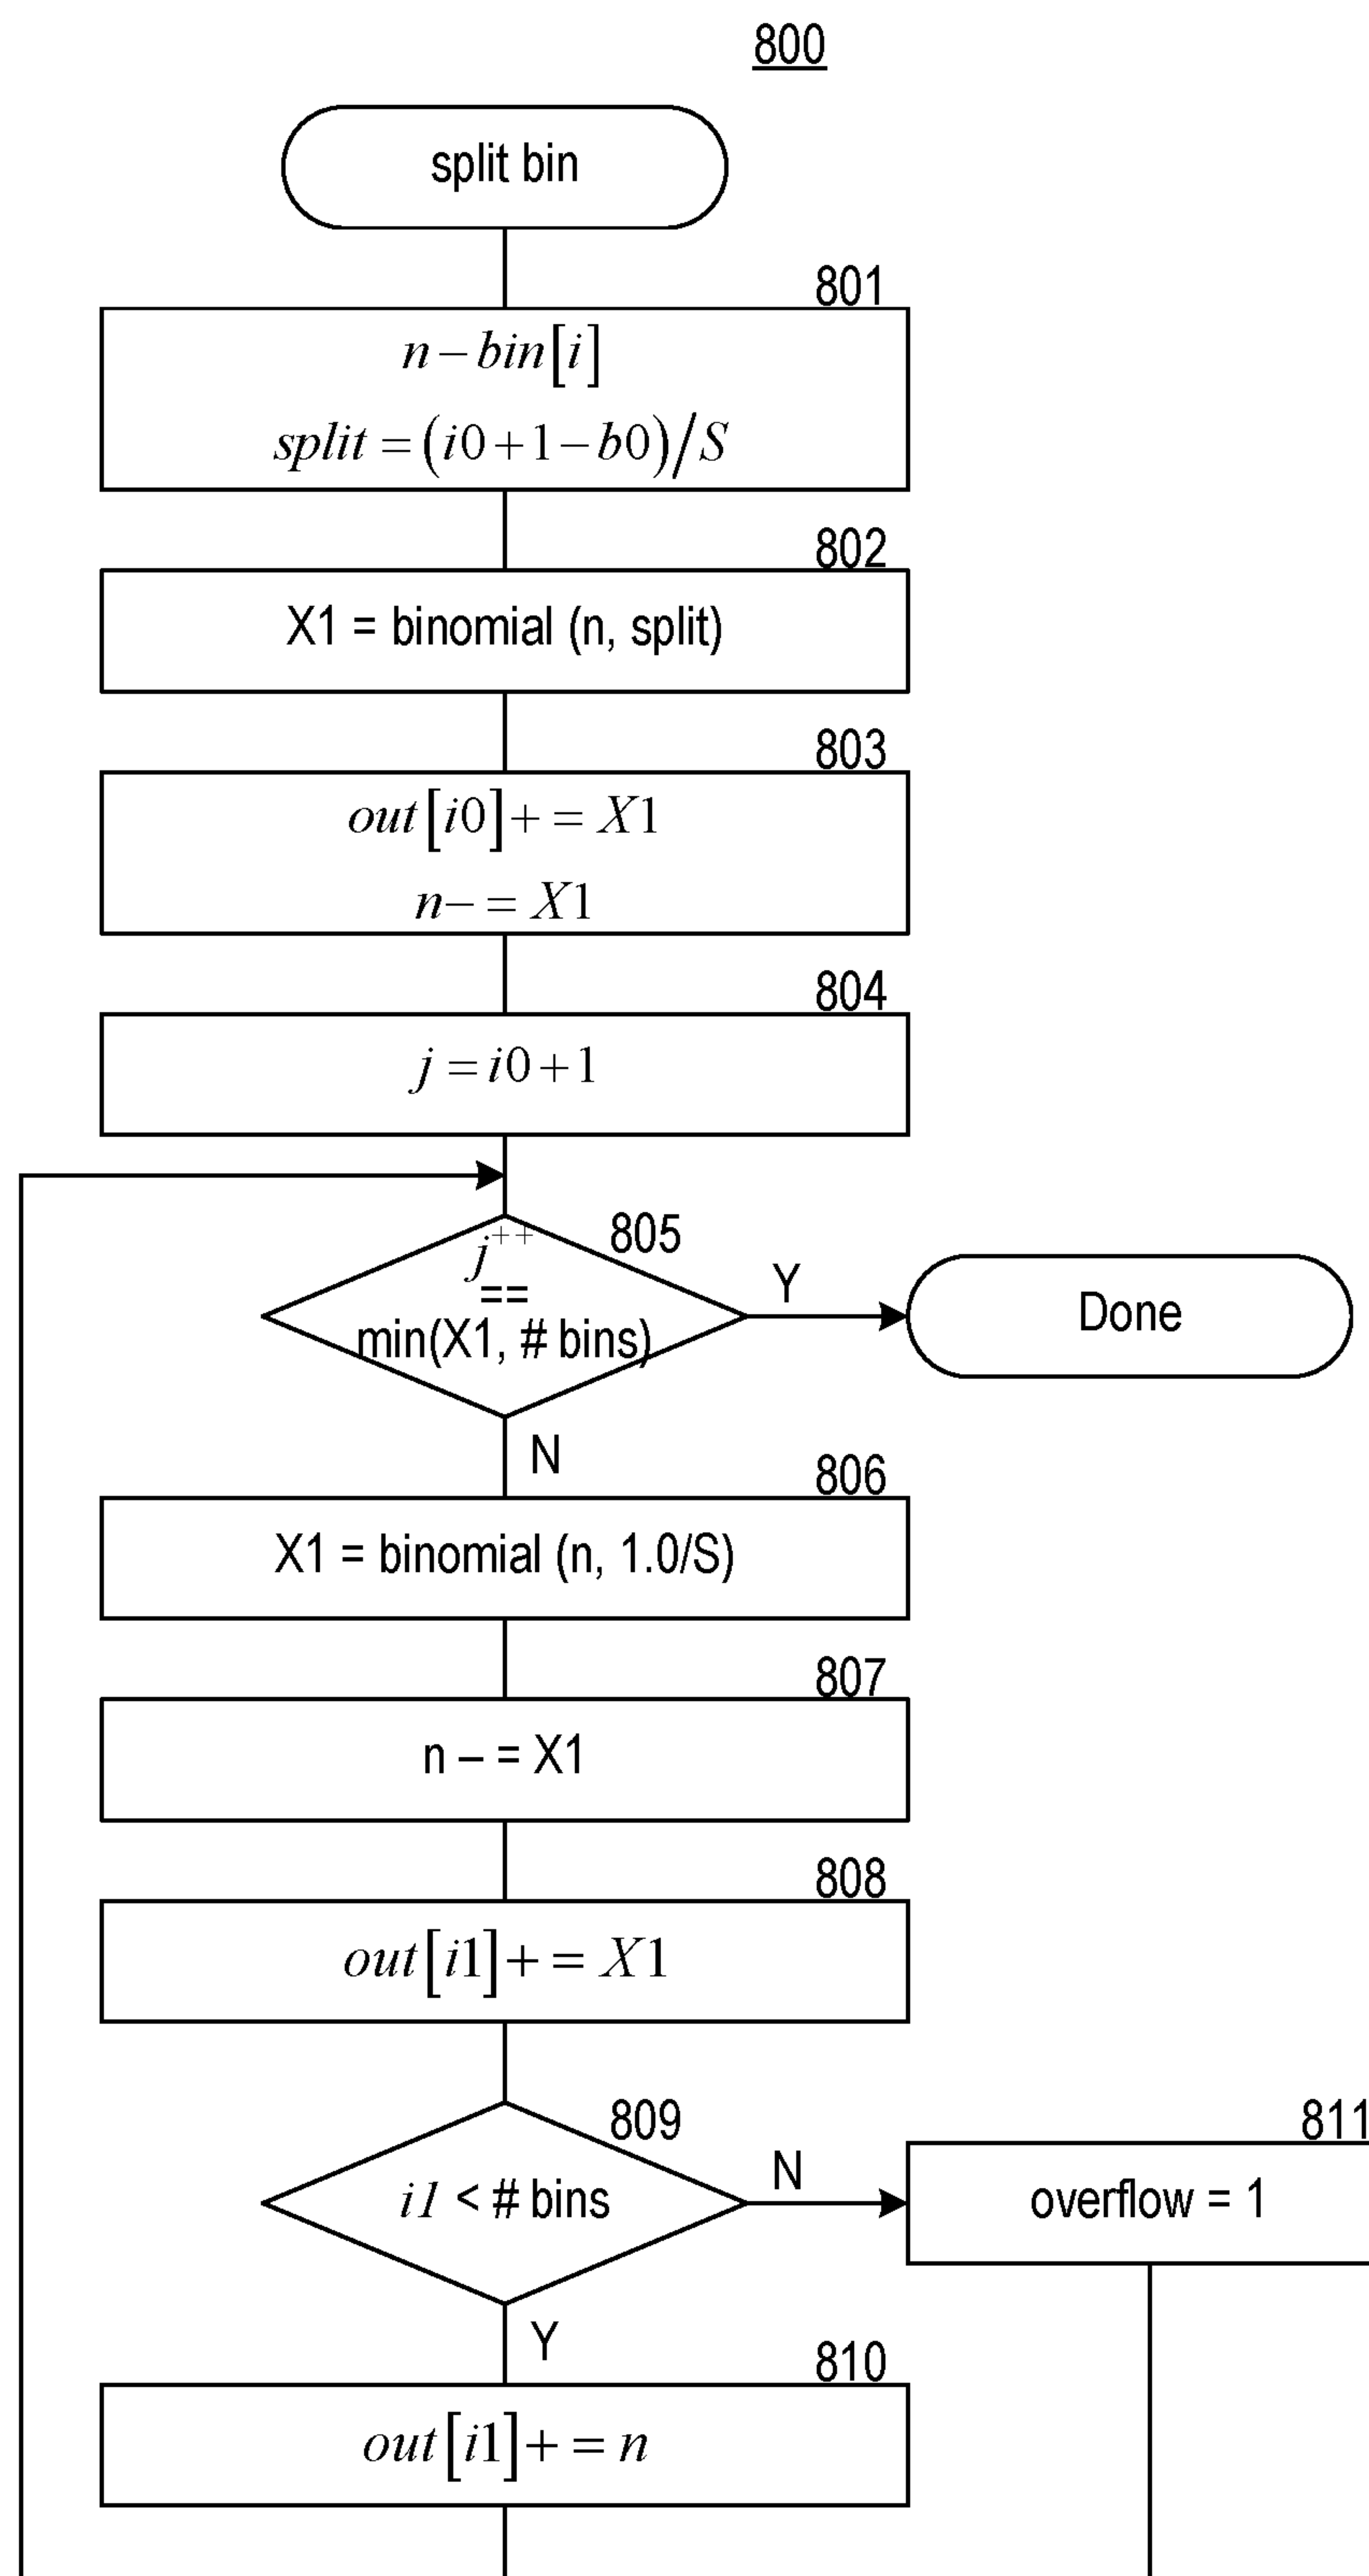 800
split bin
801
n – bin[i]
split = (i0+1–b0)/S
802
X1 = binomial (n, split)
803
out[i0]+ = X1
n– = X1
804
j = i0+1
805
j++
==
min(X1, # bins)
Y
Done
N
806
X1 = binomial (n, 1.0/S)
807
n – = X1
808
out[i1]+ = X1
809
i1 < # bins
N
811
overflow = 1
Y
810
out[i1]+ = n